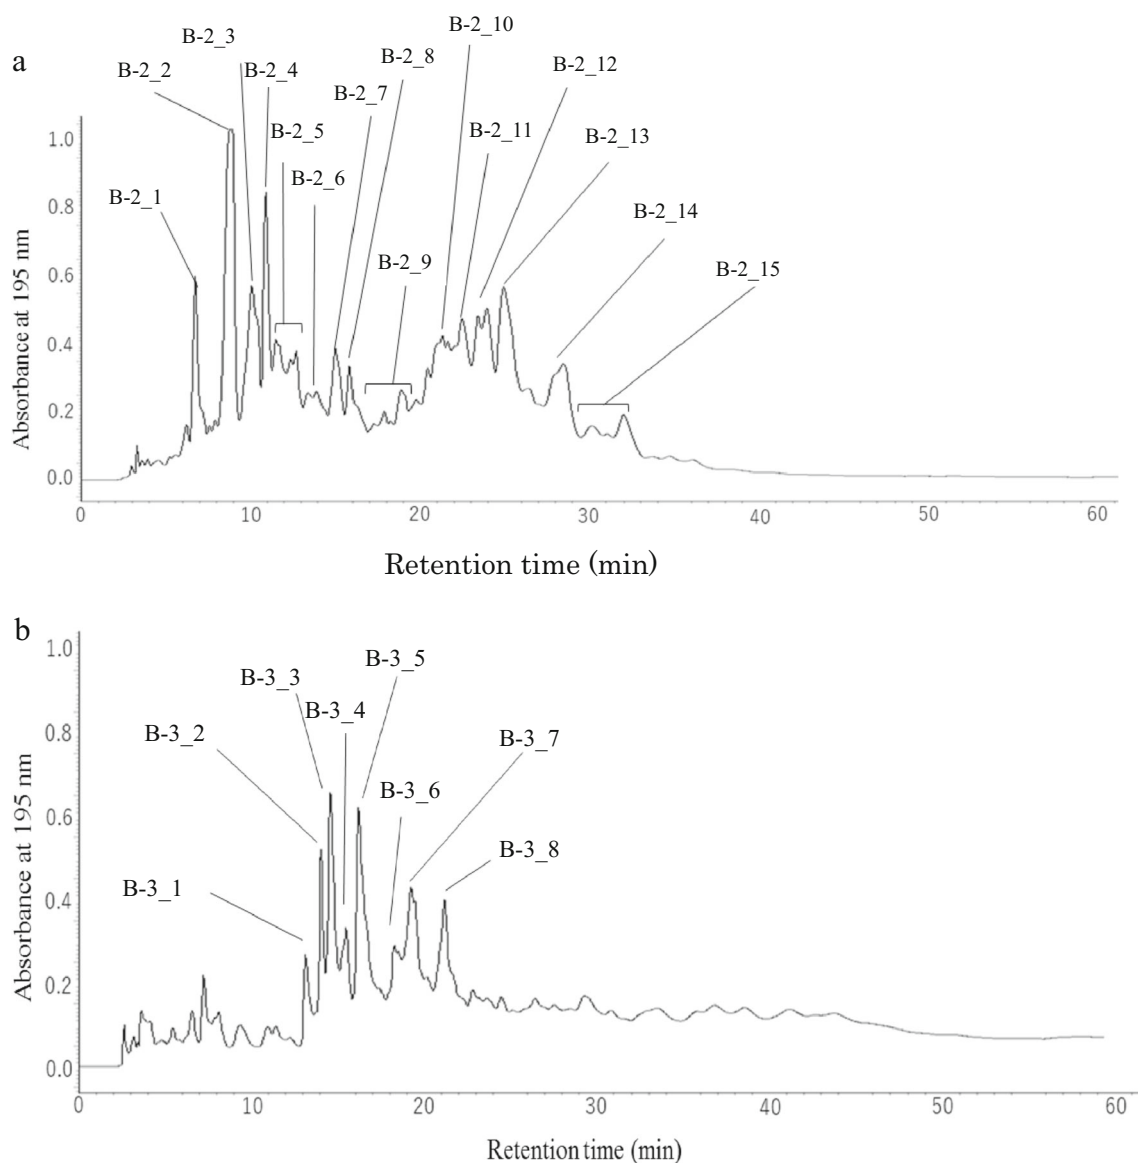 a
B-2_10
B-2_3
B-2_8
B-2_2
B-2_4
B-2_12
B-2_7
B-2_5
B-2_11
B-2_13
B-2_6
B-2_1
B-2_14
B-2_9
B-2_15
Absorbance at 195 nm
1.0
0.8
0.6
0.4
0.2
0.0
0 10 20 30 40 50 60
Retention time (min)
b
B-3_5
B-3_3
B-3_4
B-3_2
B-3_7
B-3_6
B-3_8
B-3_1
Absorbance at 195 nm
1.0
0.8
0.6
0.4
0.2
0.0
0 10 20 30 40 50 60
Retention time (min)